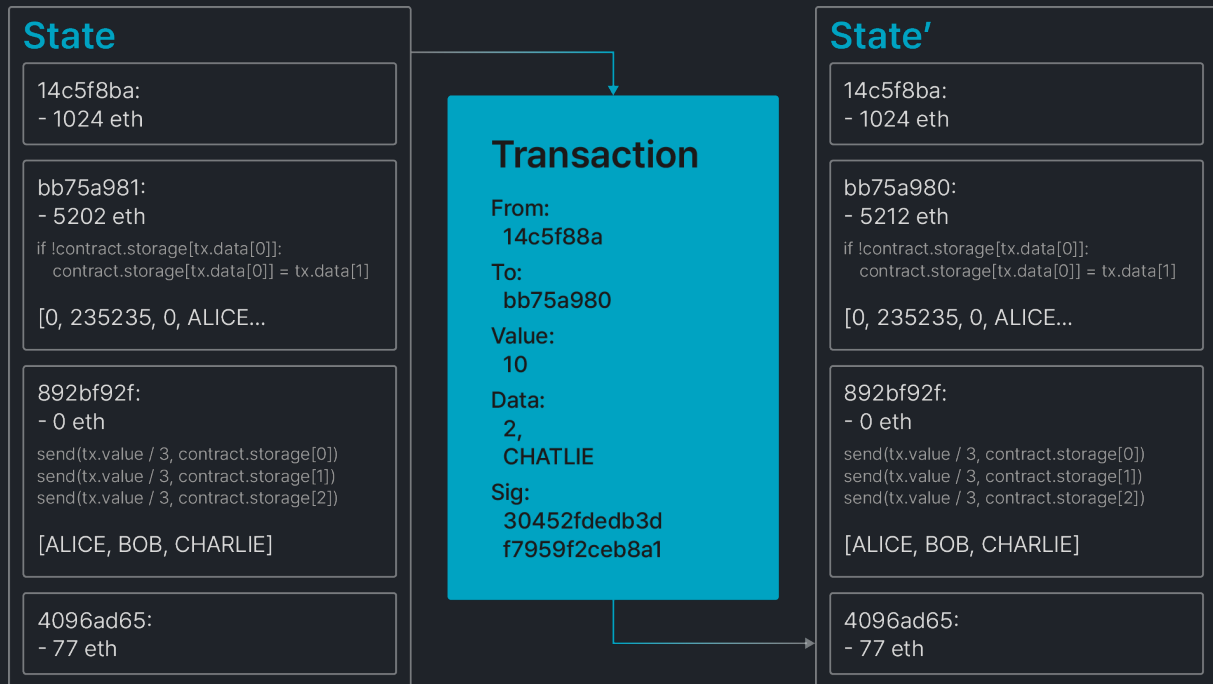 State
14c5f8ba:
- 1024 eth
bb75a981:
- 5202 eth
if !contract.storage[tx.data[0]]:
contract.storage[tx.data[0]] = tx.data[1]
[0, 235235, 0, ALICE...
892bf92f:
- 0 eth
send(tx.value / 3, contract.storage[0])
send(tx.value / 3, contract.storage[1])
send(tx.value / 3, contract.storage[2])
[ALICE, BOB, CHARLIE]
4096ad65:
- 77 eth
Transaction
From:
14c5f88a
To:
bb75a980
Value:
10
Data:
2,
CHATLIE
Sig:
30452fdedb3d
f7959f2ceb8a1
State’
14c5f8ba:
- 1024 eth
bb75a980:
- 5212 eth
if !contract.storage[tx.data[0]]:
contract.storage[tx.data[0]] = tx.data[1]
[0, 235235, 0, ALICE...
892bf92f:
- 0 eth
send(tx.value / 3, contract.storage[0])
send(tx.value / 3, contract.storage[1])
send(tx.value / 3, contract.storage[2])
[ALICE, BOB, CHARLIE]
4096ad65:
- 77 eth